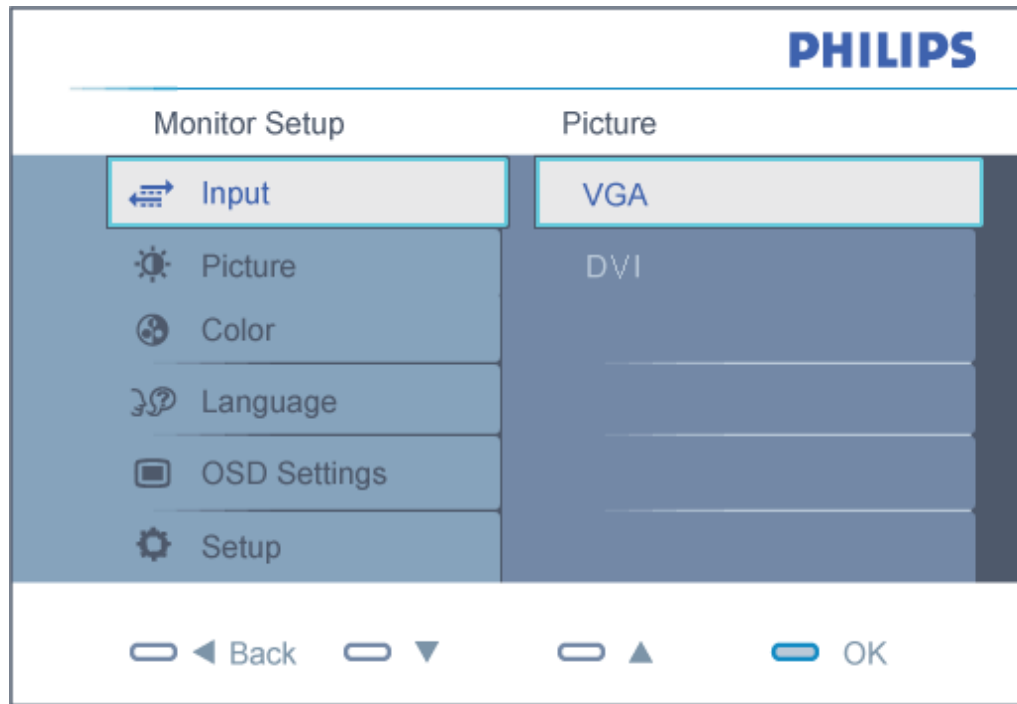 PHILIPS
Monitor Setup Picture
Input VGA
Picture DVI
Color
Language
OSD Settings
Setup
Back OK